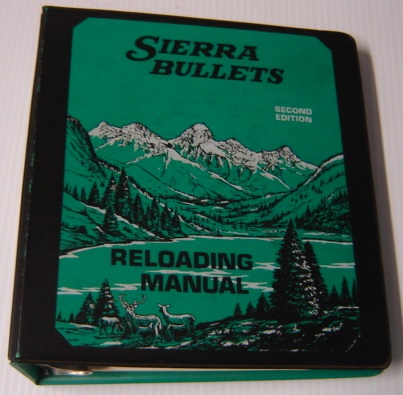 SIERRA
BULLETS
SECOND
EDITION
RELOADING
MANUAL